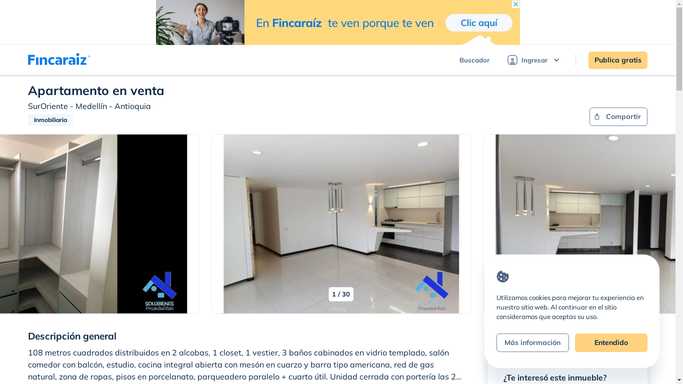 En Fincaraíz te ven porque te ven
Clic aquí
Fincaraiz
Buscador
Ingresar
Publica gratis
Apartamento en venta
SurOriente - Medellín - Antioquia
Inmobiliaria
Compartir
SOLUBIENES
Propiedad Raíz
1 / 30
Utilizamos cookies para mejorar tu experiencia en
nuestro sitio web. Al continuar en el sitio
consideramos que aceptas su uso.
Más información
Entendido
Descripción general
108 metros cuadrados distribuidos en 2 alcobas, 1 closet, 1 vestier, 3 baños cabinados en vidrio templado, salón
comedor con balcón, estudio, cocina integral abierta con mesón en cuarzo y barra tipo americana, red de gas
natural, zona de ropas, pisos en porcelanato, parqueadero paralelo + cuarto útil. Unidad cerrada con portería las 2...
¿Te interesó este inmueble?